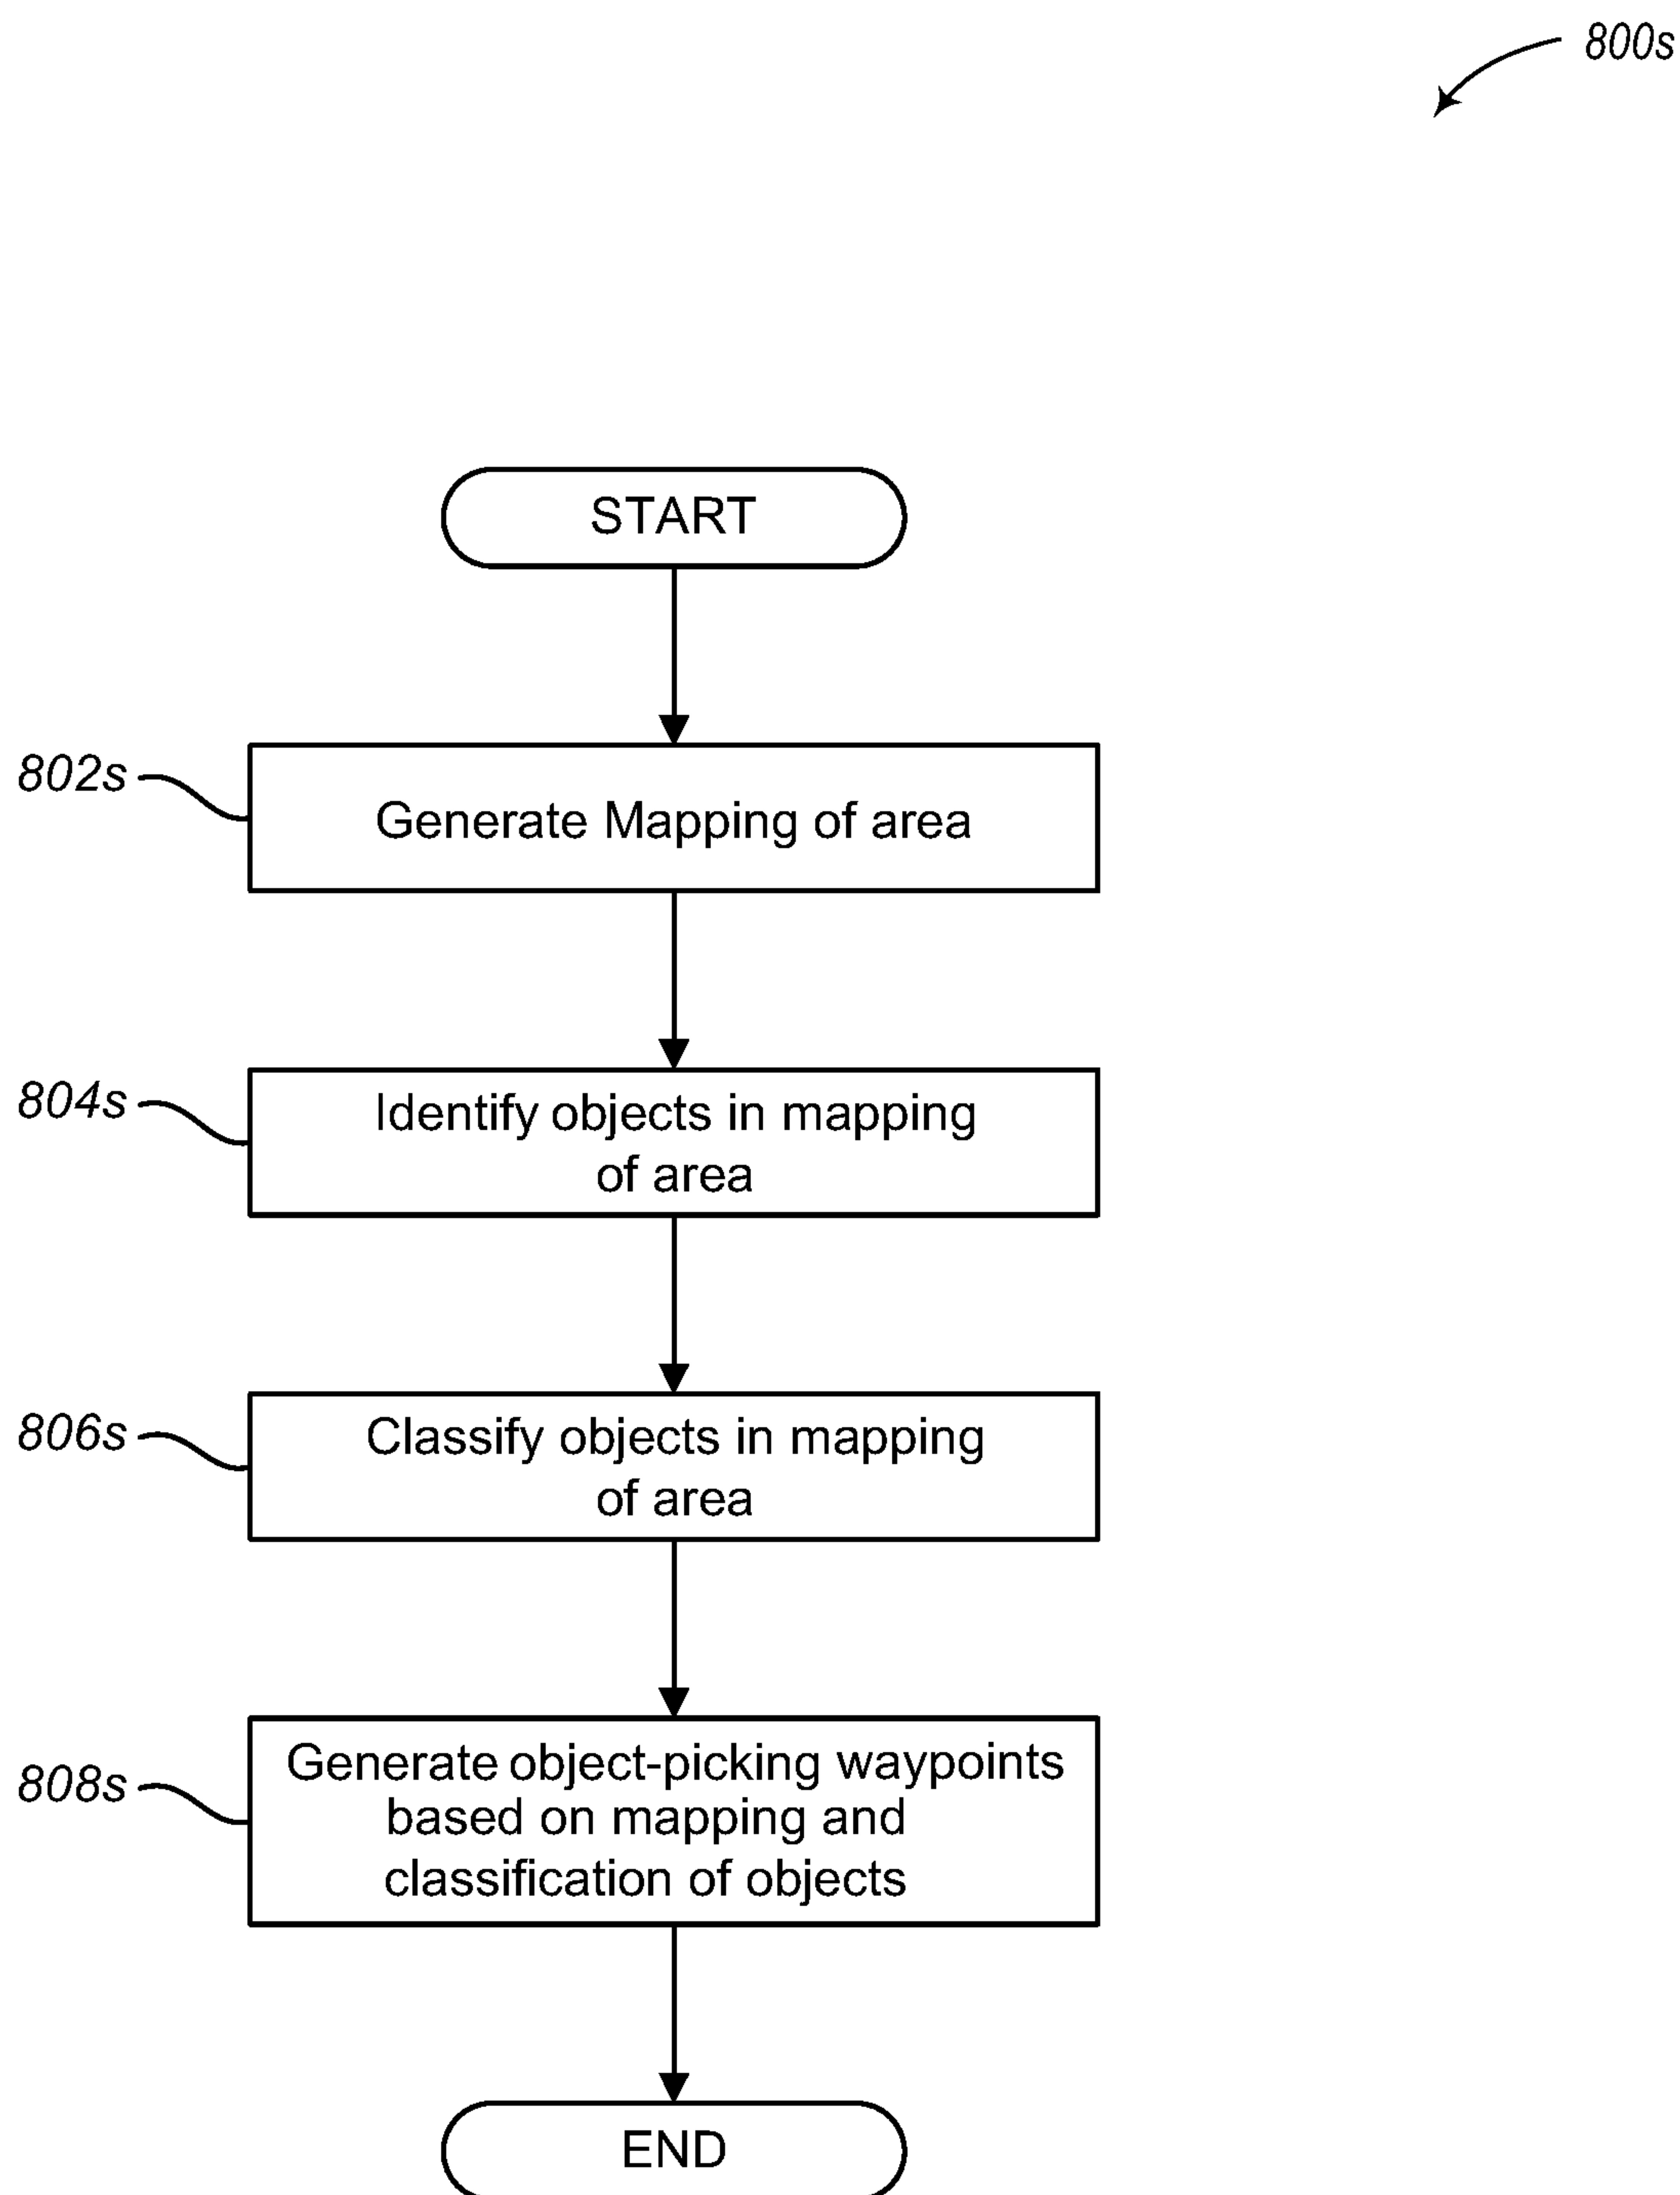 800s
START
802s
Generate Mapping of area
804s
Identify objects in mapping
of area
806s
Classify objects in mapping
of area
808s
Generate object-picking waypoints
based on mapping and
classification of objects
END